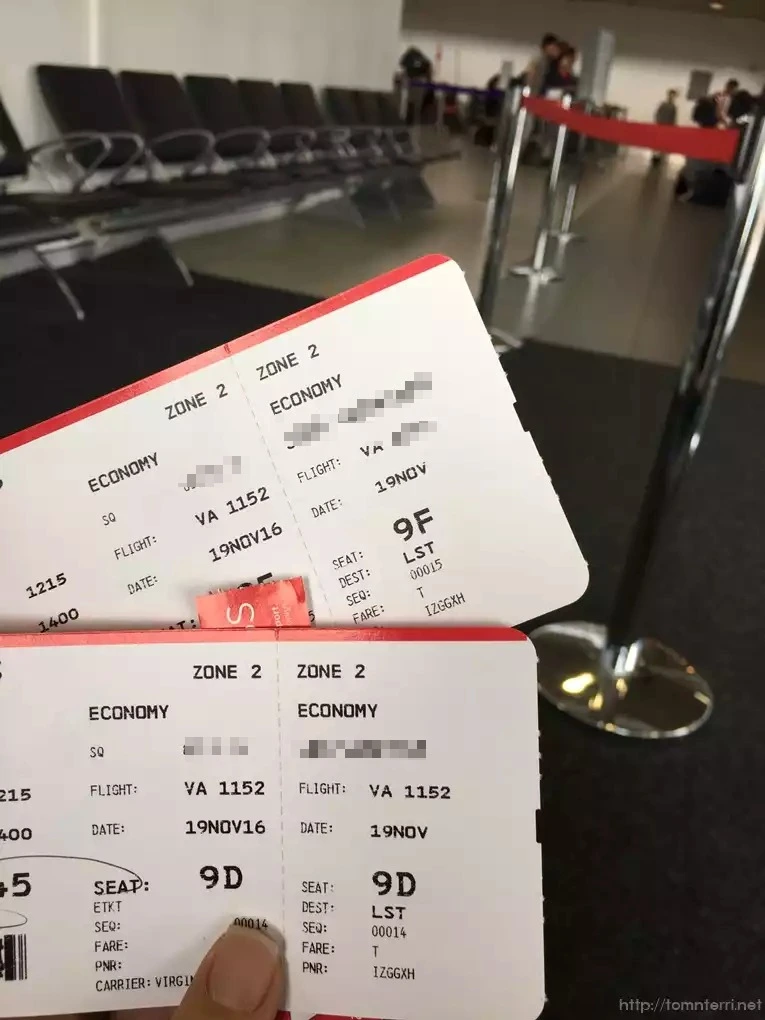 ZONE 2
ZONE 2
ECONOMY
ECONOMY
SQ
FLIGHT: VA
FLIGHT: VA 1152
DATE: 19NOV
DATE: 19NOV16
1215
1400
SEAT: 9F
DEST: LST
SEQ: 00015
FARE: T
IZGGXH
ZONE 2
ZONE 2
ECONOMY
ECONOMY
SQ
215
FLIGHT: VA 1152
FLIGHT: VA 1152
400
DATE: 19NOV16
DATE: 19NOV
45
SEAT: 9D
SEAT: 9D
ETKT
DEST: LST
SEQ: 00014
SEQ: 00014
FARE:
FARE: T
PNR:
PNR: IZGGXH
CARRIER: VIRGIN
http://tomnterri.net